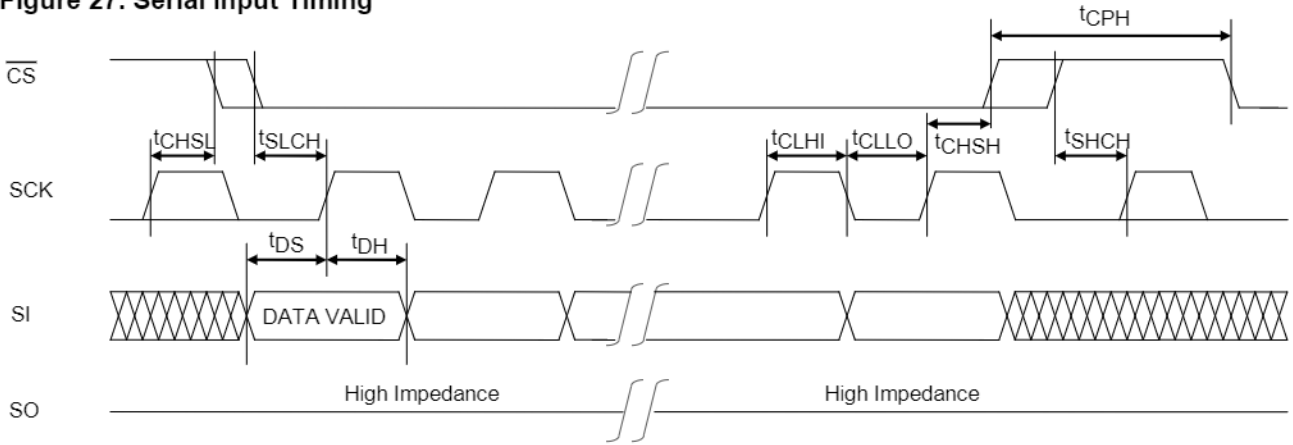 Figure 27: Serial Input Timing
tCPH
CS
tCHSL
tSLCH
tCLHI
tCLLO
tCHSH
tSHCH
SCK
tDS
tDH
SI
DATA VALID
High Impedance
High Impedance
SO